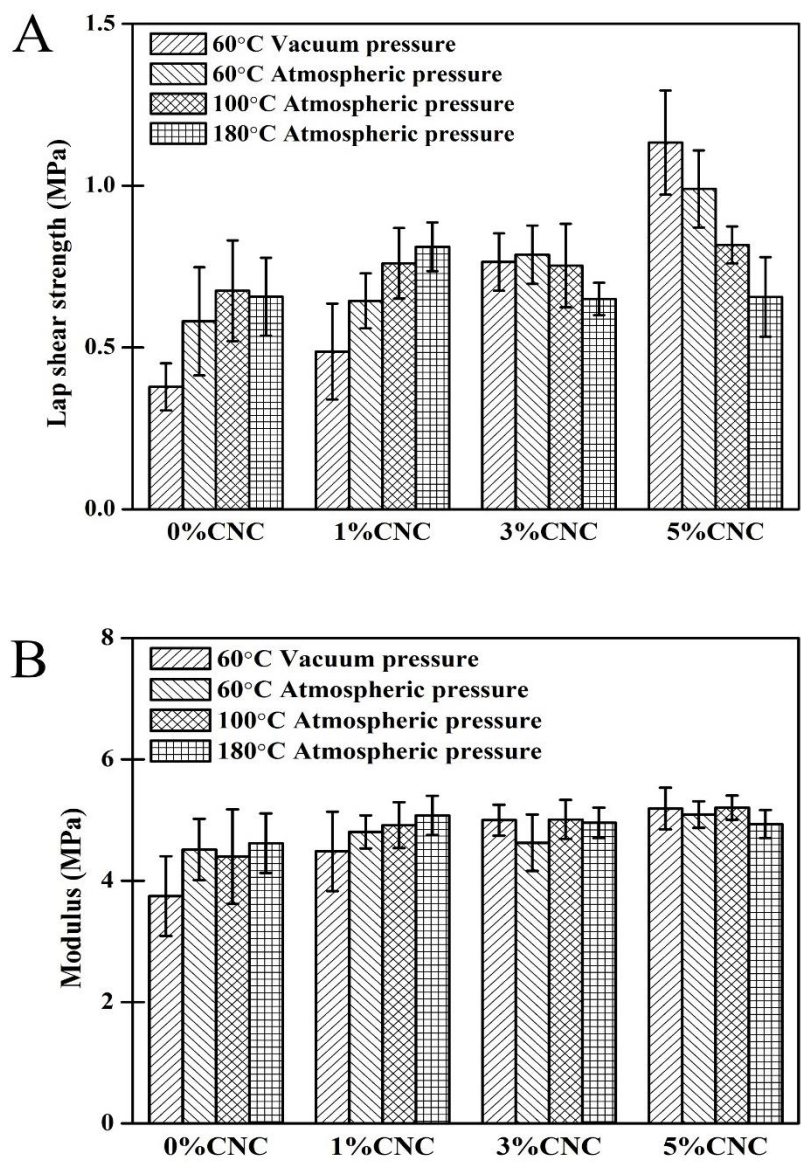 A
1.5
60°C Vacuum pressure
60°C Atmospheric pressure
100°C Atmospheric pressure
180°C Atmospheric pressure
1.0
0.5
0.0
Lap shear strength (MPa)
0%CNC 1%CNC 3%CNC 5%CNC
B
8
60°C Vacuum pressure
60°C Atmospheric pressure
100°C Atmospheric pressure
180°C Atmospheric pressure
6
4
2
0
Modulus (MPa)
0%CNC 1%CNC 3%CNC 5%CNC